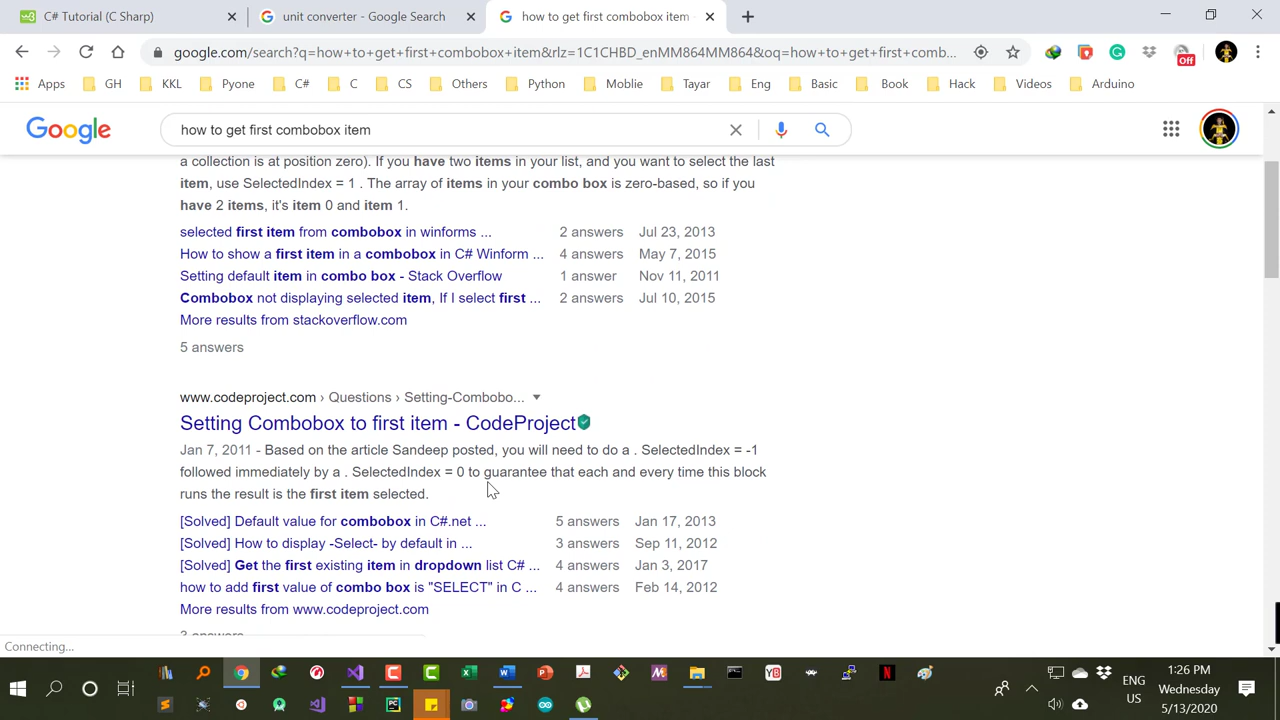 C# Tutorial (C Sharp)
unit converter - Google Search
how to get first combobox item
google.com/search?q=how+to+get+first+combobox+item&rlz=1C1CHBD_enMM864MM864&oq=how+to+get+first+comb...
Off
Apps GH KKL Pyone C# C CS Others Python Moblie Tayar Eng Basic Book Hack Videos Arduino
Google
how to get first combobox item
a collection is at position zero). If you have two items in your list, and you want to select the last
item, use SelectedIndex = 1 . The array of items in your combo box is zero-based, so if you
have 2 items, it's item 0 and item 1.
selected first item from combobox in winforms ... 2 answers Jul 23, 2013
How to show a first item in a combobox in C# Winform ... 4 answers May 7, 2015
Setting default item in combo box - Stack Overflow 1 answer Nov 11, 2011
Combobox not displaying selected item, If I select first ... 2 answers Jul 10, 2015
More results from stackoverflow.com
5 answers
www.codeproject.com › Questions › Setting-Combobo...
Setting Combobox to first item - CodeProject
Jan 7, 2011 - Based on the article Sandeep posted, you will need to do a . SelectedIndex = -1
followed immediately by a . SelectedIndex = 0 to guarantee that each and every time this block
runs the result is the first item selected.
[Solved] Default value for combobox in C#.net ... 5 answers Jan 17, 2013
[Solved] How to display -Select- by default in ... 3 answers Sep 11, 2012
[Solved] Get the first existing item in dropdown list C# ... 4 answers Jan 3, 2017
how to add first value of combo box is "SELECT" in C ... 4 answers Feb 14, 2012
More results from www.codeproject.com
3 answers
Connecting...
ENG
US
1:26 PM
Wednesday
5/13/2020